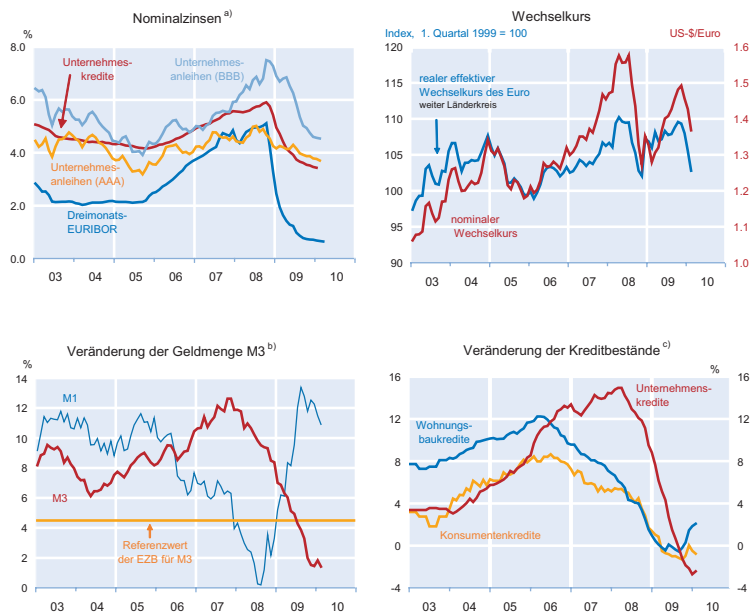 Nominalzinsen a)
%
8.0
6.0
4.0
2.0
0.0
Unternehmens-
kredite
Unternehmes-
anleihen (BBB)
Unternehmes-
anleihen (AAA)
Dreimonats-
EURIBOR
03 04 05 06 07 08 09 10
Wechselkurs
Index, 1. Quartal 1999 = 100
US-$/Euro
120
115
110
105
100
95
90
1.6
1.5
1.4
1.3
1.2
1.1
1.0
realer effektiver
Wechselkurs des Euro
weiter Länderkreis
nominaler
Wechselkurs
03 04 05 06 07 08 09 10
Veränderung der Geldmenge M3 b)
%
14
12
10
8
6
4
2
0
M1
M3
Referenzwert
der EZB für M3
03 04 05 06 07 08 09 10
Veränderung der Kreditbestände c)
%
16
12
8
4
0
-4
16
12
8
4
0
-4
Unternehmens-
kredite
Wohnungs-
baukredite
Konsumentenkredite
03 04 05 06 07 08 09 10